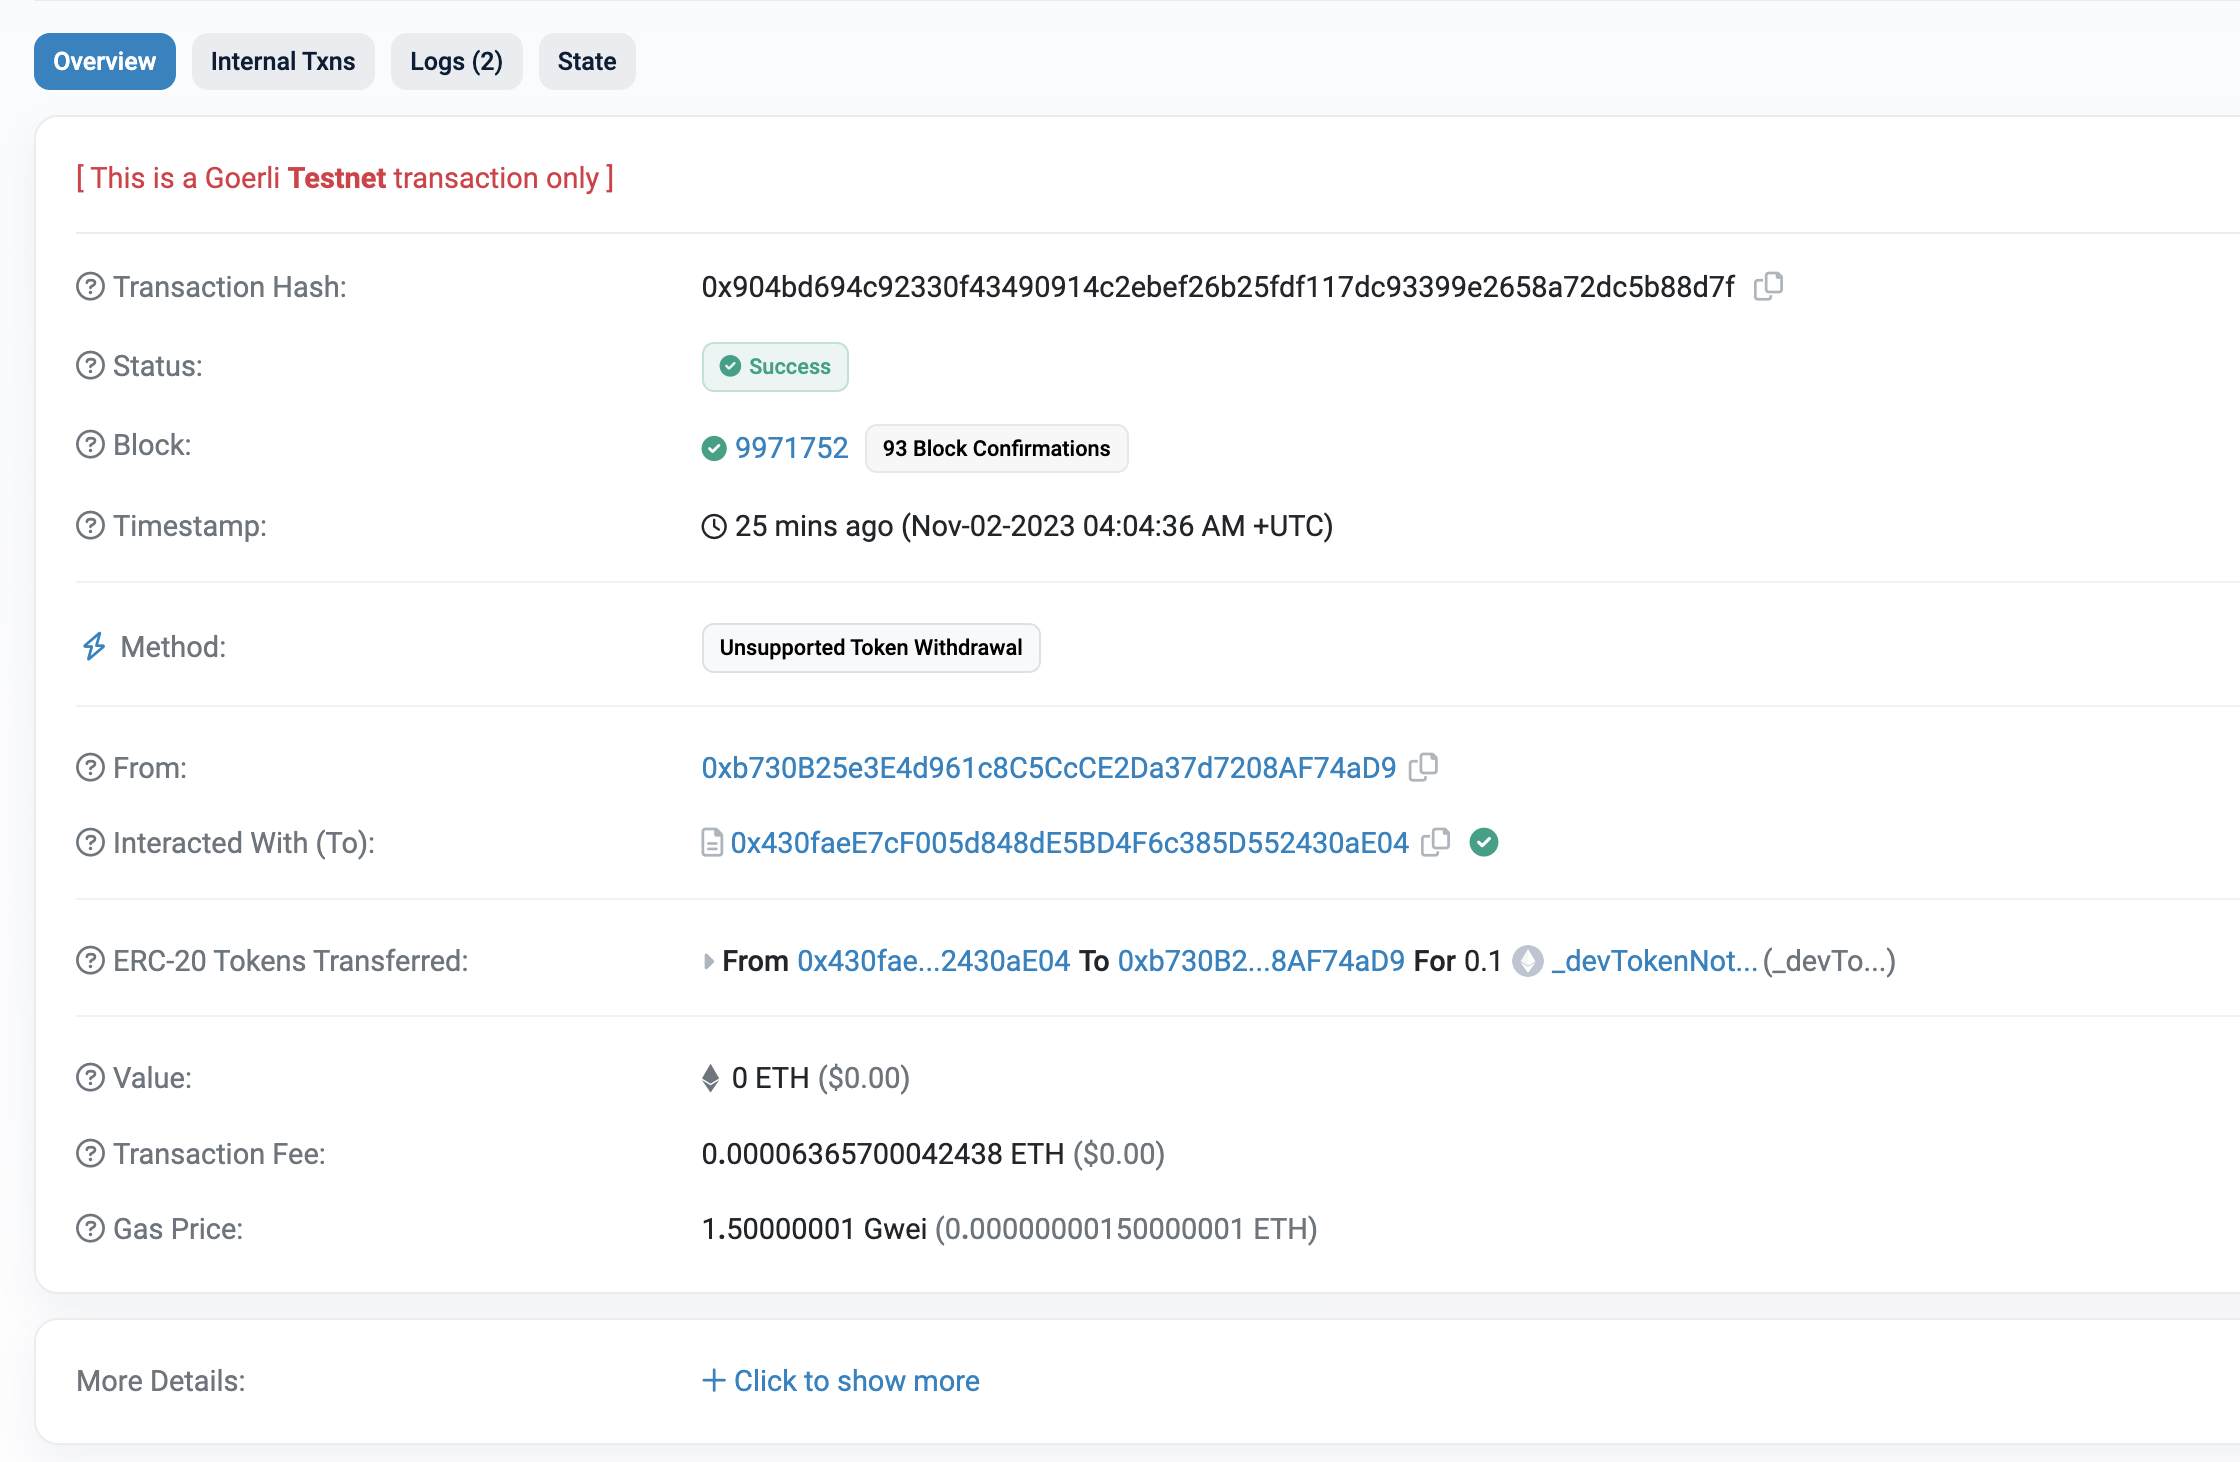 Overview Internal Txns Logs (2) State
[ This is a Goerli Testnet transaction only ]
Transaction Hash: 0x904bd694c92330f43490914c2ebef26b25fdf117dc93399e2658a72dc5b88d7f
Status: Success
Block: 9971752 93 Block Confirmations
Timestamp: 25 mins ago (Nov-02-2023 04:04:36 AM +UTC)
Method: Unsupported Token Withdrawal
From: 0xb730B25e3E4d961c8C5CcCE2Da37d7208AF74aD9
Interacted With (To): 0x430faeE7cF005d848dE5BD4F6c385D552430aE04
ERC-20 Tokens Transferred: From 0x430fae...2430aE04 To 0xb730B2...8AF74aD9 For 0.1 _devTokenNot... (_devTo...)
Value: 0 ETH ($0.00)
Transaction Fee: 0.00006365700042438 ETH ($0.00)
Gas Price: 1.50000001 Gwei (0.00000000150000001 ETH)
More Details: + Click to show more